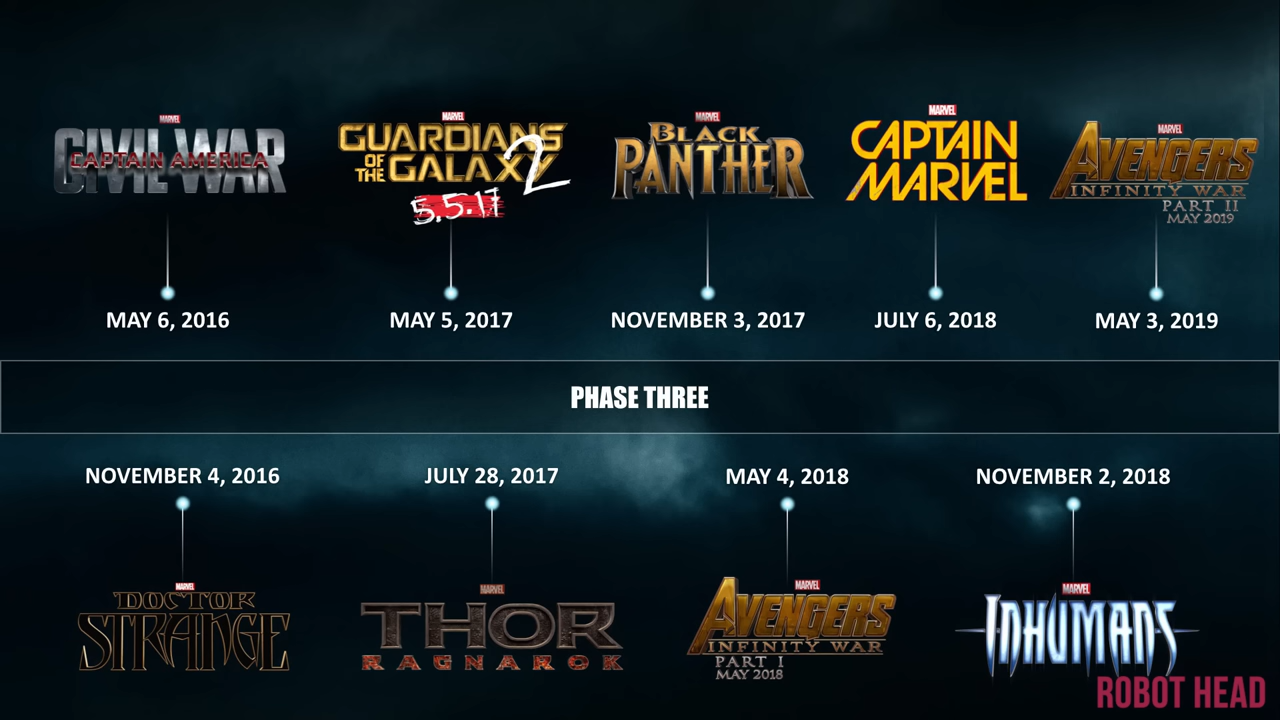 MARVEL
CIVIL WAR
CAPTAIN AMERICA
MAY 6, 2016
MARVEL
GUARDIANS
OF THE GALAXY 2
5.5.17
MAY 5, 2017
MARVEL
BLACK
PANTHER
NOVEMBER 3, 2017
MARVEL
CAPTAIN
MARVEL
JULY 6, 2018
MARVEL
AVENGERS
INFINITY WAR
PART II
MAY 2019
MAY 3, 2019
PHASE THREE
NOVEMBER 4, 2016
MARVEL
DOCTOR
STRANGE
JULY 28, 2017
MARVEL
THOR
RAGNAROK
MAY 4, 2018
MARVEL
AVENGERS
INFINITY WAR
PART I
MAY 2018
NOVEMBER 2, 2018
MARVEL
INHUMANS
ROBOT HEAD